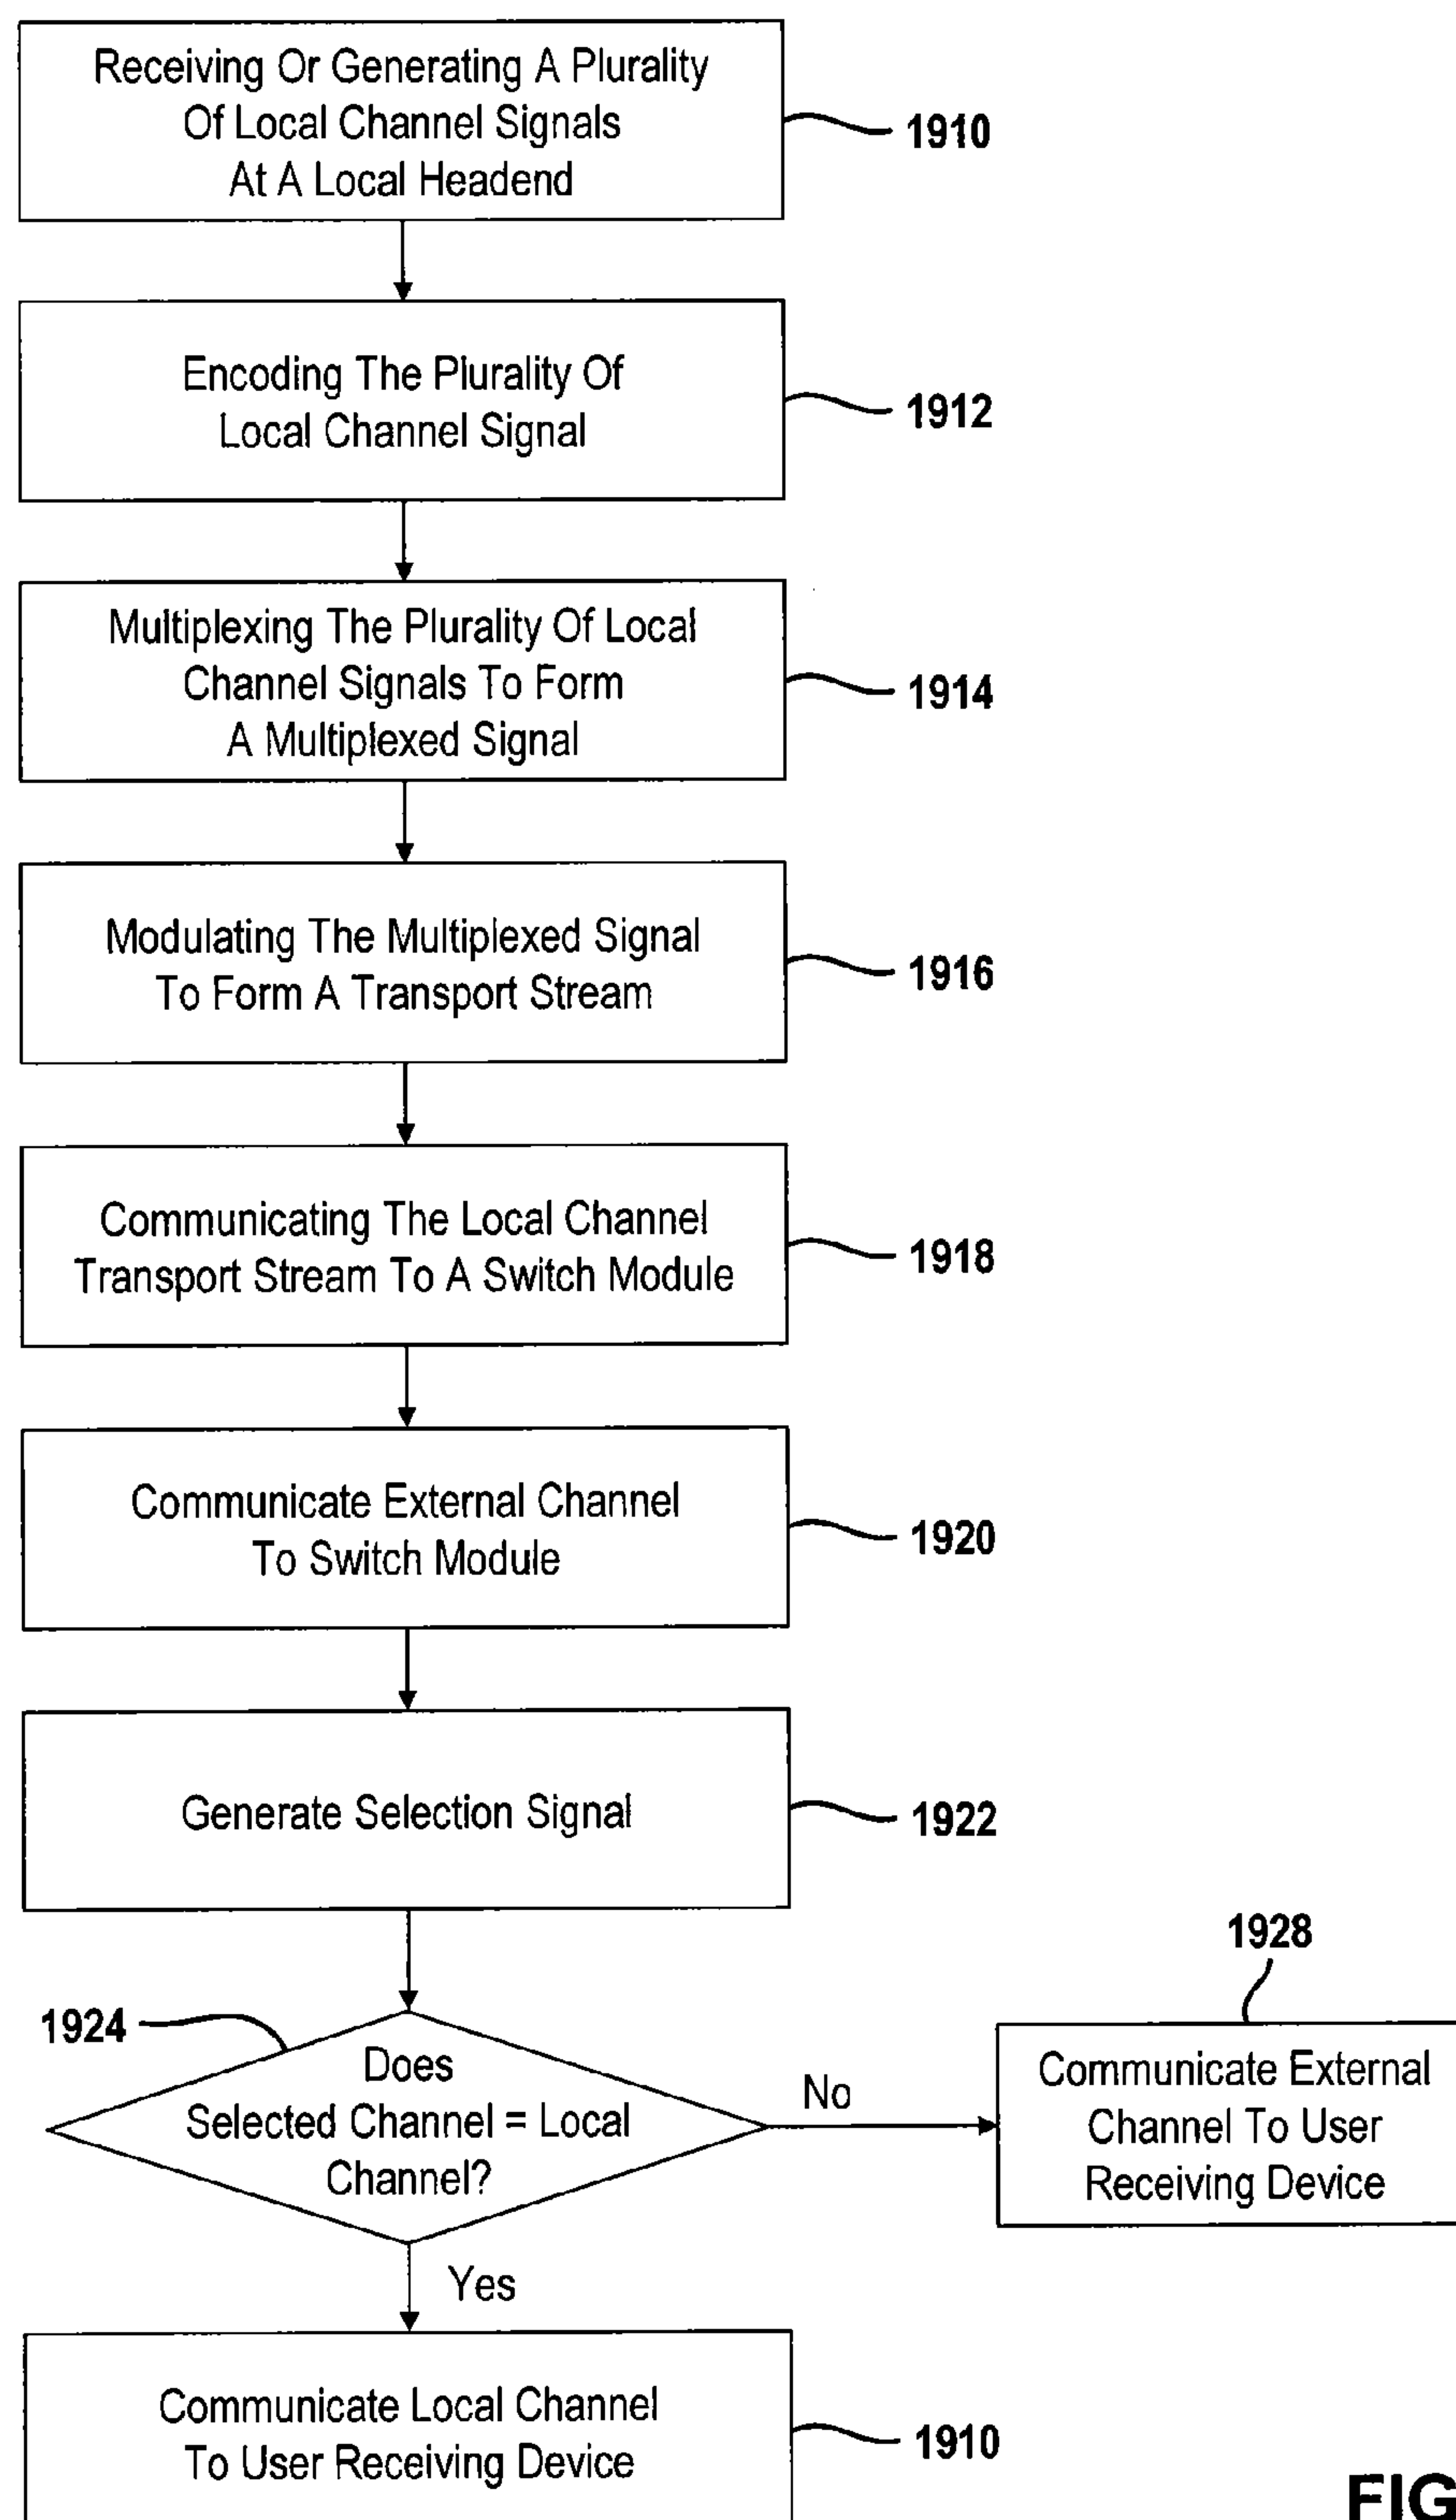 Receiving Or Generating A Plurality
Of Local Channel Signals
At A Local Headend
1910
Encoding The Plurality Of
Local Channel Signal
1912
Multiplexing The Plurality Of Local
Channel Signals To Form
A Multiplexed Signal
1914
Modulating The Multiplexed Signal
To Form A Transport Stream
1916
Communicating The Local Channel
Transport Stream To A Switch Module
1918
Communicate External Channel
To Switch Module
1920
Generate Selection Signal
1922
1924
Does
Selected Channel = Local
Channel?
No
1928
Communicate External
Channel To User
Receiving Device
Yes
Communicate Local Channel
To User Receiving Device
1910
FIG